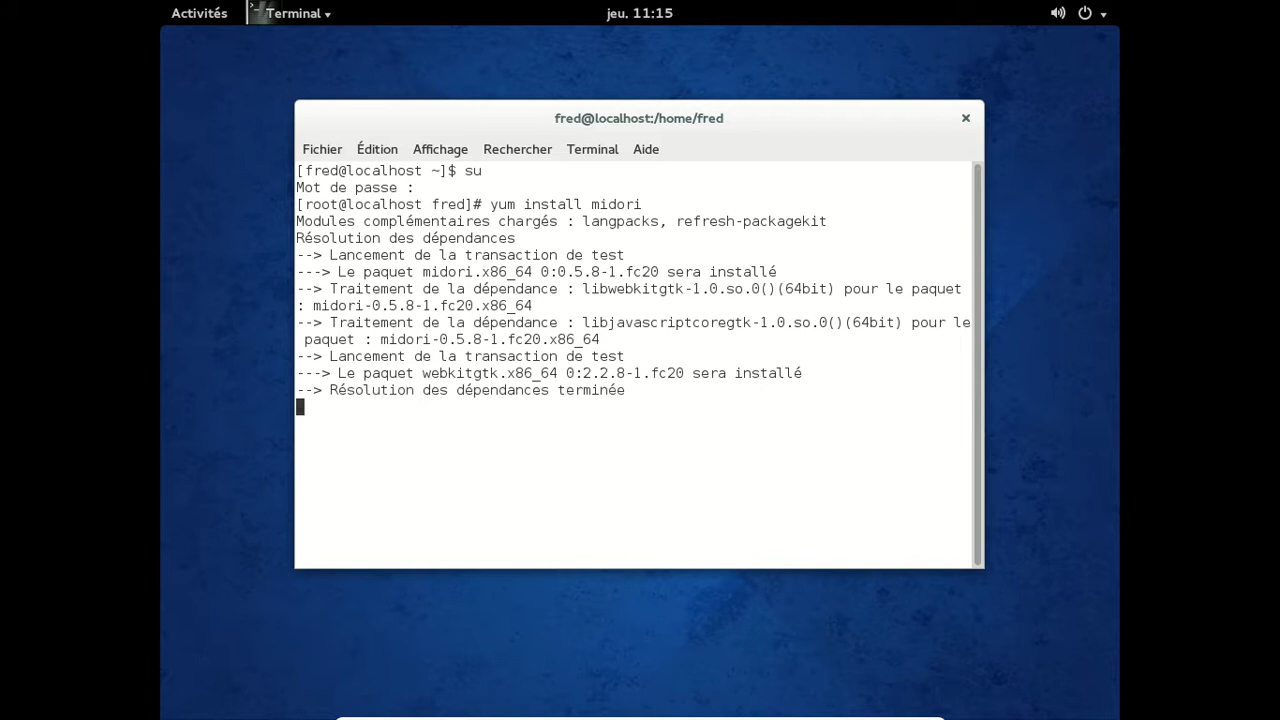 Activités
Terminal
jeu. 11:15
fred@localhost:/home/fred
Fichier Édition Affichage Rechercher Terminal Aide
[fred@localhost ~]$ su
Mot de passe :
[root@localhost fred]# yum install midori
Modules complémentaires chargés : langpacks, refresh-packagekit
Résolution des dépendances
--> Lancement de la transaction de test
---> Le paquet midori.x86_64 0:0.5.8-1.fc20 sera installé
--> Traitement de la dépendance : libwebkitgtk-1.0.so.0()(64bit) pour le paquet
: midori-0.5.8-1.fc20.x86_64
--> Traitement de la dépendance : libjavascriptcoregtk-1.0.so.0()(64bit) pour le
paquet : midori-0.5.8-1.fc20.x86_64
--> Lancement de la transaction de test
---> Le paquet webkitgtk.x86_64 0:2.2.8-1.fc20 sera installé
--> Résolution des dépendances terminée